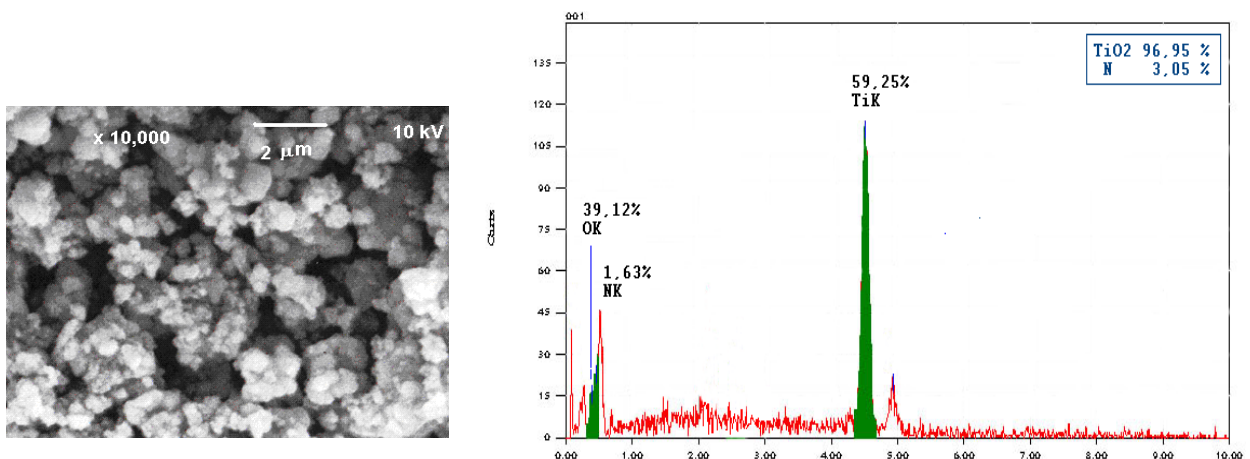 x 10,000
2 μm
10 kV
001
TiO2 96,95 %
N 3,05 %
59,25%
TiK
39,12%
OK
1,63%
NK
Counts
135
120
105
90
75
60
45
30
15
0
0.00 1.00 2.00 3.00 4.00 5.00 6.00 7.00 8.00 9.00 10.00